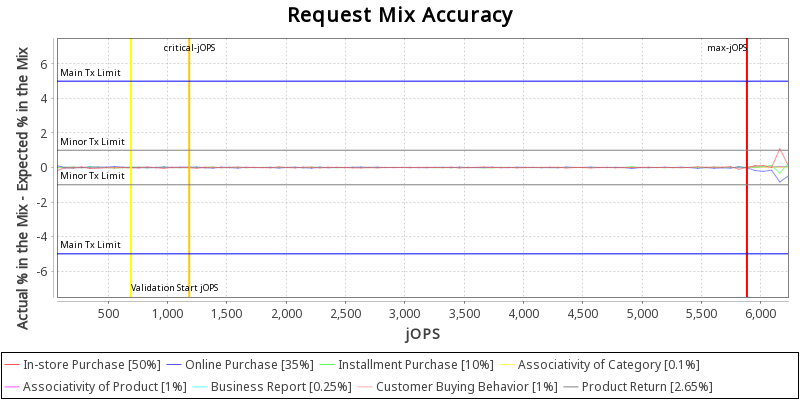 Request Mix Accuracy
critical-jOPS
max-jOPS
Main Tx Limit
Minor Tx Limit
Minor Tx Limit
Main Tx Limit
Validation Start jOPS
6
4
2
0
-2
-4
-6
Actual % in the Mix - Expected % in the Mix
500 1,000 1,500 2,000 2,500 3,000 3,500 4,000 4,500 5,000 5,500 6,000
jOPS
In-store Purchase [50%] Online Purchase [35%] Installment Purchase [10%] Associativity of Category [0.1%]
Associativity of Product [1%] Business Report [0.25%] Customer Buying Behavior [1%] Product Return [2.65%]